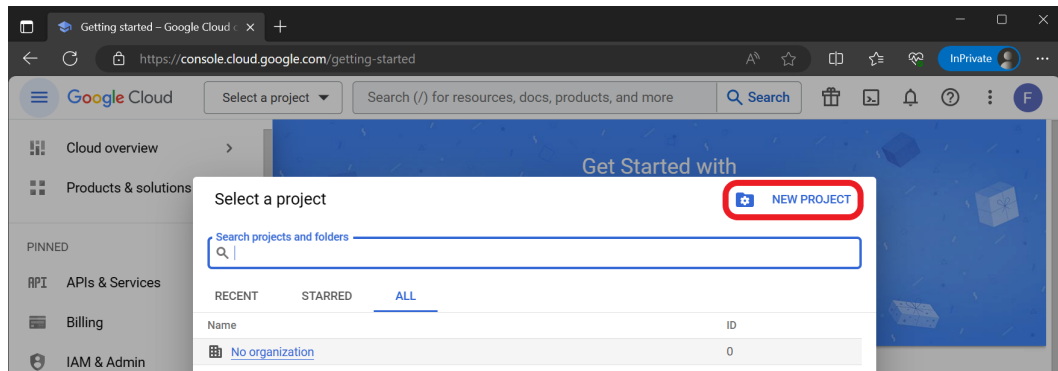 Getting started – Google Cloud c
https://console.cloud.google.com/getting-started
InPrivate
Google Cloud
Select a project
Search (/) for resources, docs, products, and more
Search
F
Cloud overview
Products & solutions
PINNED
API APIs & Services
Billing
IAM & Admin
Get Started with
Select a project
NEW PROJECT
Search projects and folders
RECENT STARRED ALL
Name ID
No organization 0